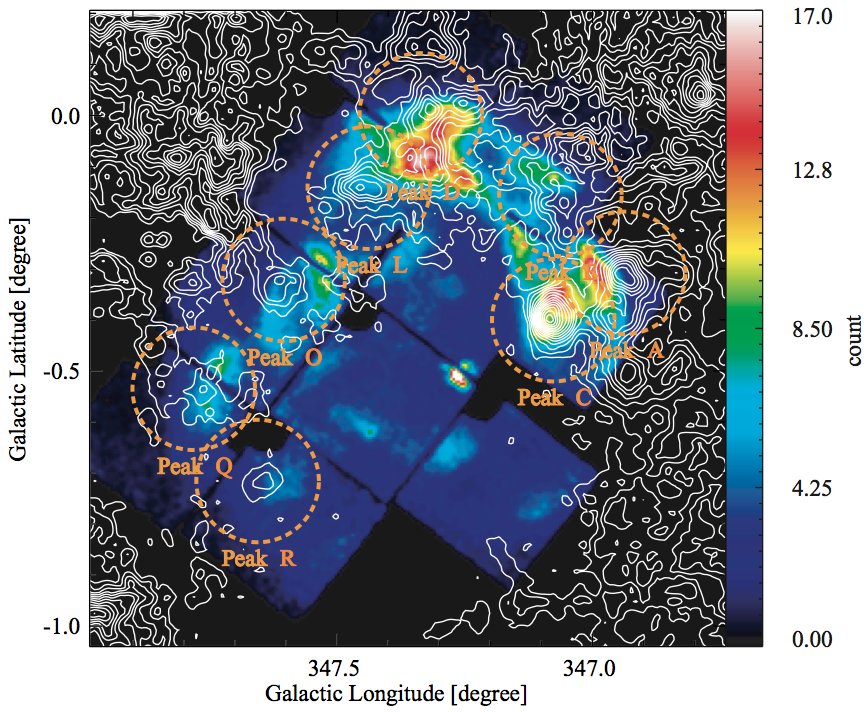 17.0
0.0
12.8
Peak D
Peak L
Peak
8.50
Peak O
Peak A
-0.5
Peak C
Peak Q
4.25
Peak R
-1.0
0.00
347.5
347.0
Galactic Longitude [degree]
Galactic Latitude [degree]
count